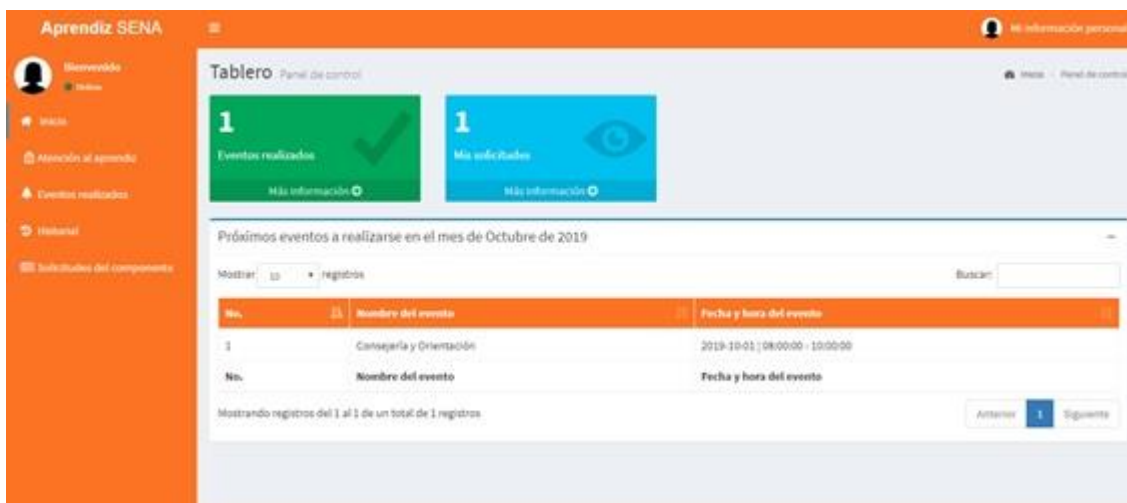 Aprendiz SENA
Mi información personal
Bienvenido
Online
Inicio
Atención al aprendiz
Eventos realizados
Historial
Solicitudes del componente
Tablero Panel de control
Inicio Panel de control
1
Eventos realizados
Más información
1
Mis solicitudes
Más información
Próximos eventos a realizarse en el mes de Octubre de 2019
Mostrar 10 registros
Buscar:
No. Nombre del evento Fecha y hora del evento
1 Consejería y Orientación 2019-10-01 | 08:00:00 - 10:00:00
No. Nombre del evento Fecha y hora del evento
Mostrando registros del 1 al 1 de un total de 1 registros
Anterior 1 Siguiente